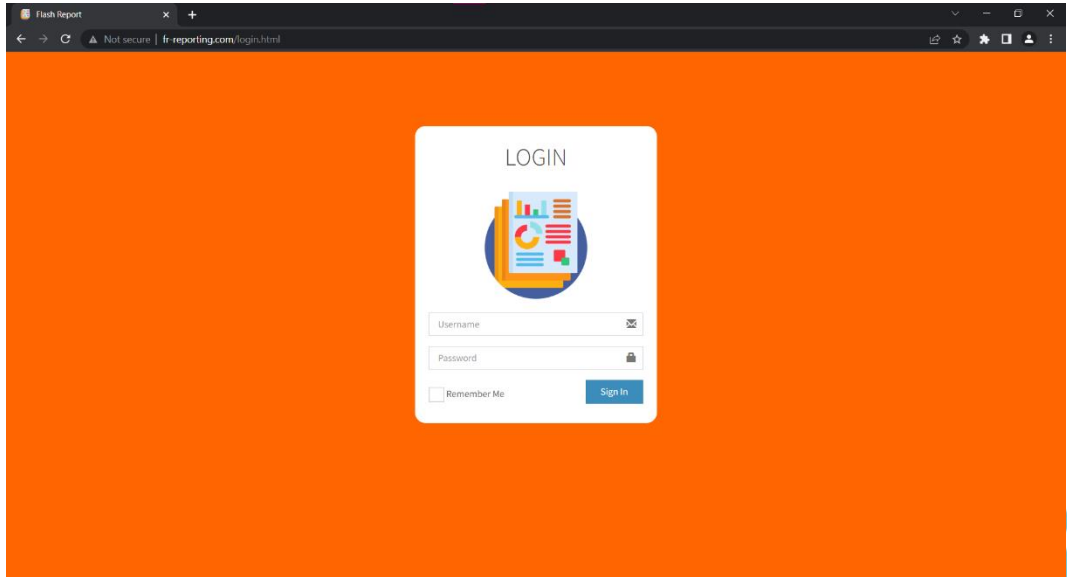 Flash Report
Not secure | fr-reporting.com/login.html
LOGIN
Username
Password
Remember Me
Sign In